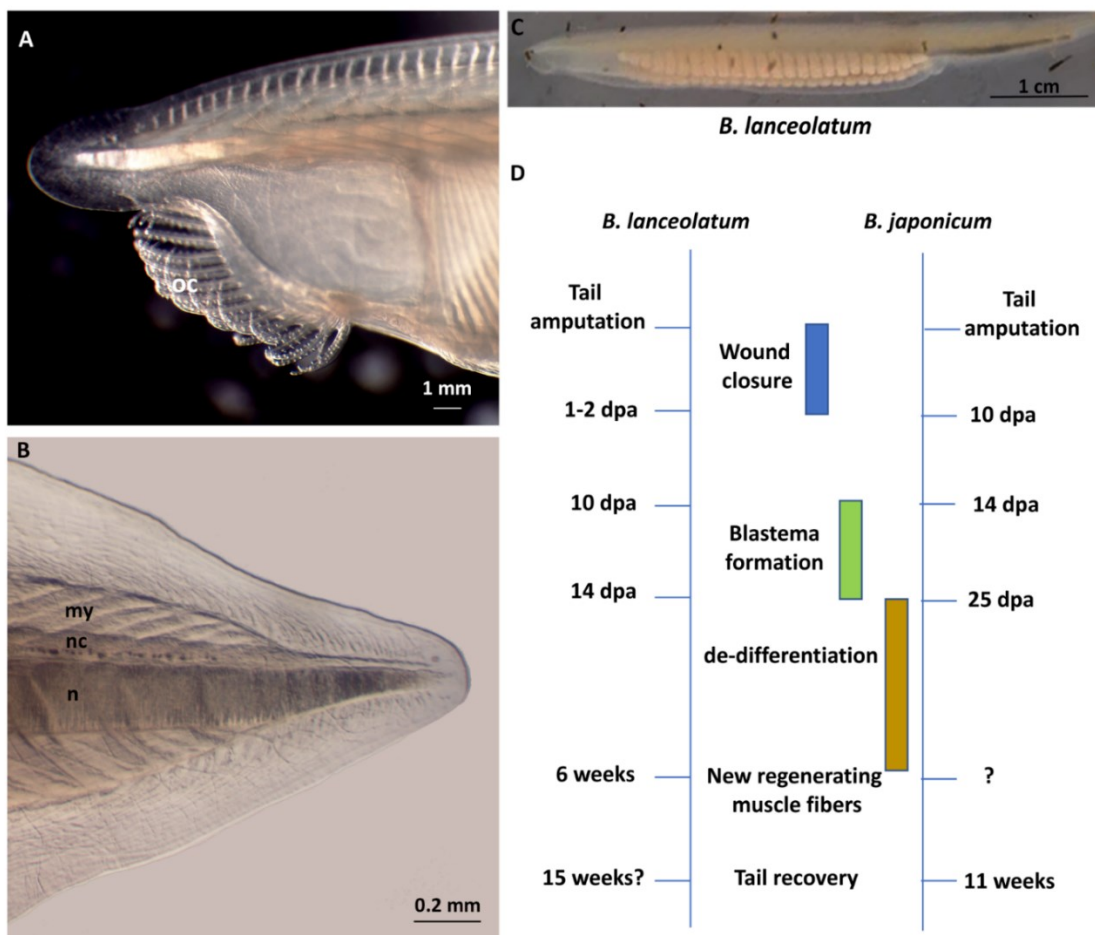 A
OC
1 mm
B
my
nc
n
0.2 mm
C
1 cm
B. lanceolatum
D
B. lanceolatum
B. japonicum
Tail
amputation
Wound
closure
Tail
amputation
1-2 dpa
10 dpa
10 dpa
14 dpa
Blastema
formation
14 dpa
25 dpa
de-differentiation
6 weeks
New regenerating
muscle fibers
?
15 weeks?
Tail recovery
11 weeks